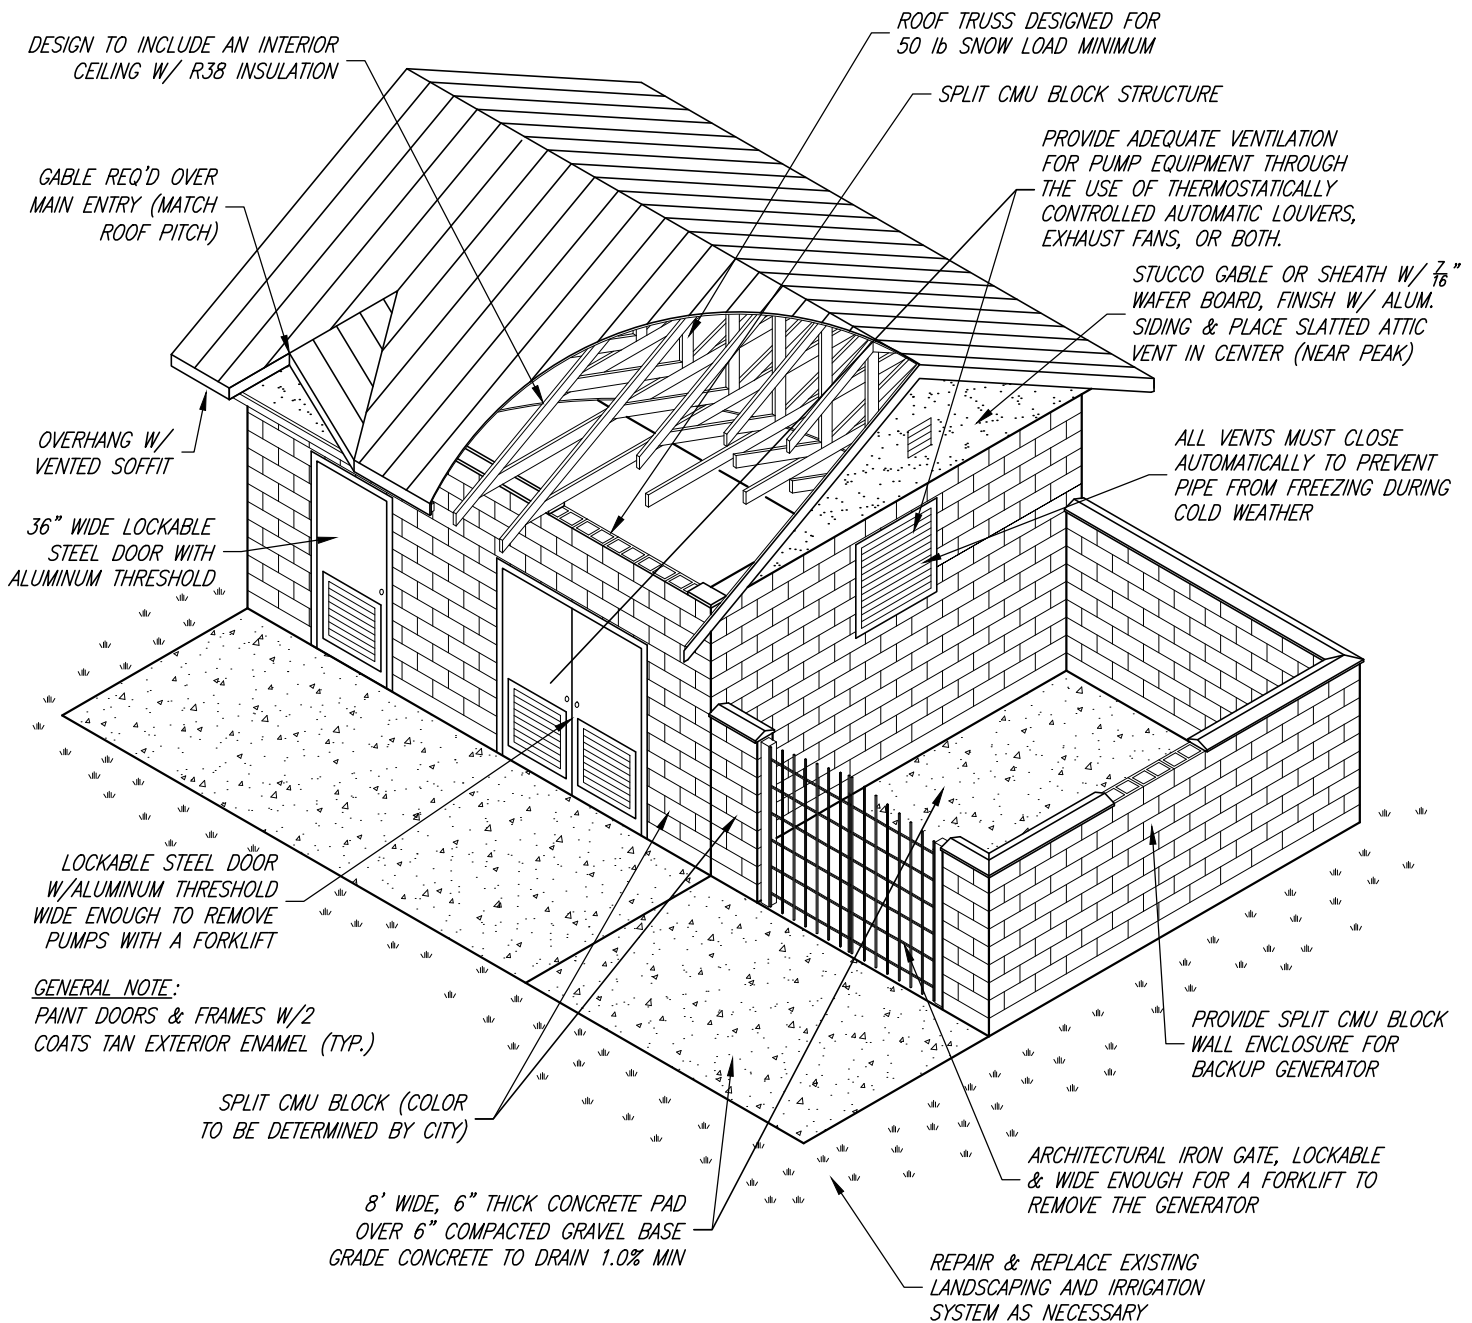 DESIGN TO INCLUDE AN INTERIOR
CEILING W/ R38 INSULATION
ROOF TRUSS DESIGNED FOR
50 lb SNOW LOAD MINIMUM
SPLIT CMU BLOCK STRUCTURE
PROVIDE ADEQUATE VENTILATION
FOR PUMP EQUIPMENT THROUGH
THE USE OF THERMOSTATICALLY
CONTROLLED AUTOMATIC LOUVERS,
EXHAUST FANS, OR BOTH.
GABLE REQ'D OVER
MAIN ENTRY (MATCH
ROOF PITCH)
STUCCO GABLE OR SHEATH W/ 7/16"
WAFER BOARD, FINISH W/ ALUM.
SIDING & PLACE SLATTED ATTIC
VENT IN CENTER (NEAR PEAK)
OVERHANG W/
VENTED SOFFIT
ALL VENTS MUST CLOSE
AUTOMATICALLY TO PREVENT
PIPE FROM FREEZING DURING
COLD WEATHER
36" WIDE LOCKABLE
STEEL DOOR WITH
ALUMINUM THRESHOLD
LOCKABLE STEEL DOOR
W/ALUMINUM THRESHOLD
WIDE ENOUGH TO REMOVE
PUMPS WITH A FORKLIFT
GENERAL NOTE:
PAINT DOORS & FRAMES W/2
COATS TAN EXTERIOR ENAMEL (TYP.)
PROVIDE SPLIT CMU BLOCK
WALL ENCLOSURE FOR
BACKUP GENERATOR
SPLIT CMU BLOCK (COLOR
TO BE DETERMINED BY CITY)
ARCHITECTURAL IRON GATE, LOCKABLE
& WIDE ENOUGH FOR A FORKLIFT TO
REMOVE THE GENERATOR
8' WIDE, 6" THICK CONCRETE PAD
OVER 6" COMPACTED GRAVEL BASE
GRADE CONCRETE TO DRAIN 1.0% MIN
REPAIR & REPLACE EXISTING
LANDSCAPING AND IRRIGATION
SYSTEM AS NECESSARY